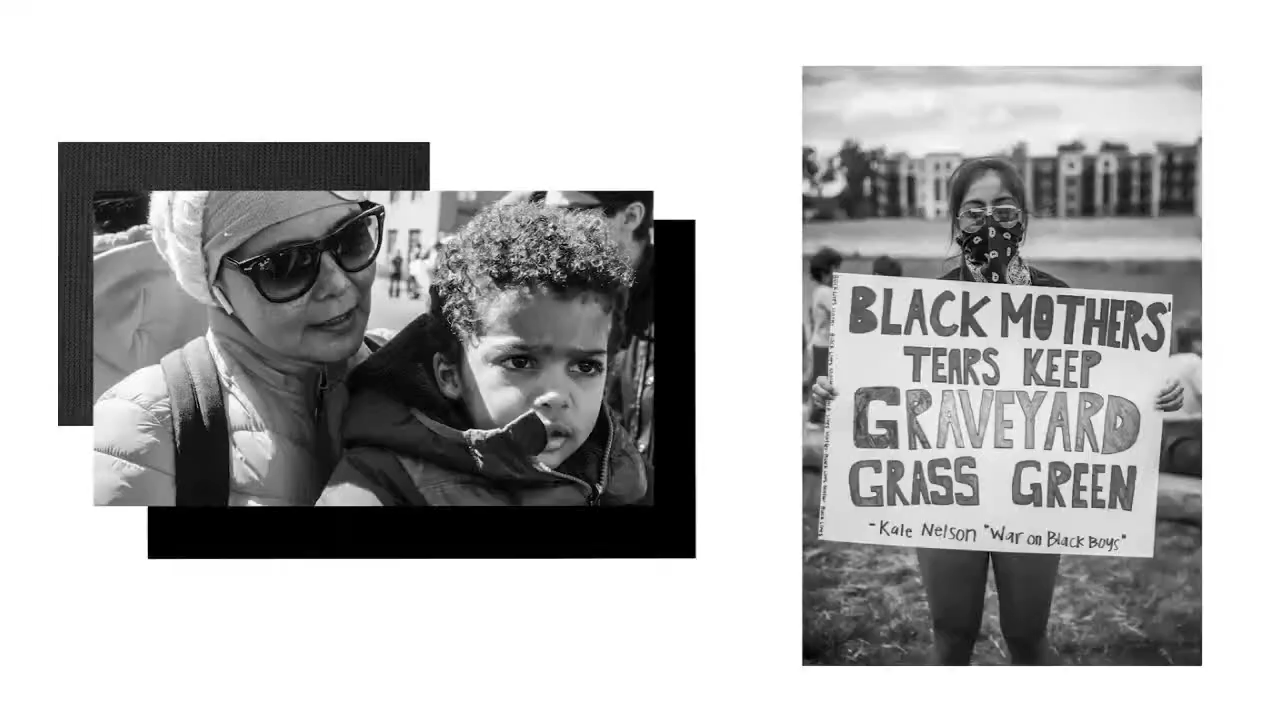 BLACK MOTHERS'
TEARS KEEP
GRAVEYARD
GRASS GREEN
-Kale Nelson "War on Black Boys"